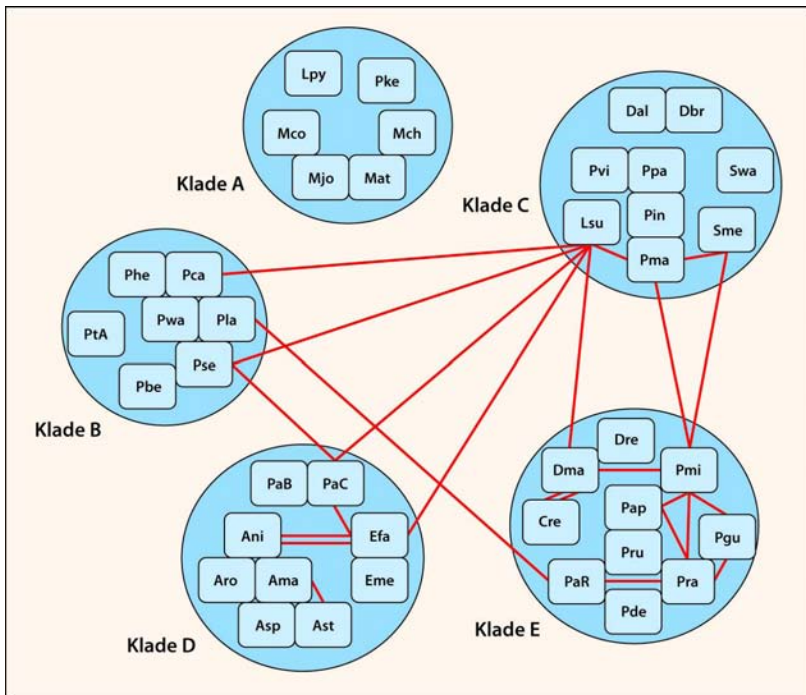 Lpy
Pke
Mco
Mch
Mjo
Mat
Klade A
Dal
Dbr
Pvi
Ppa
Swa
Lsu
Pin
Sme
Pma
Klade C
Phe
Pca
PtA
Pwa
Pla
Pse
Pbe
Klade B
PaB
PaC
Ani
Efa
Aro
Ama
Eme
Asp
Ast
Klade D
Dre
Dma
Pmi
Cre
Pap
Pgu
Pru
PaR
Pra
Pde
Klade E